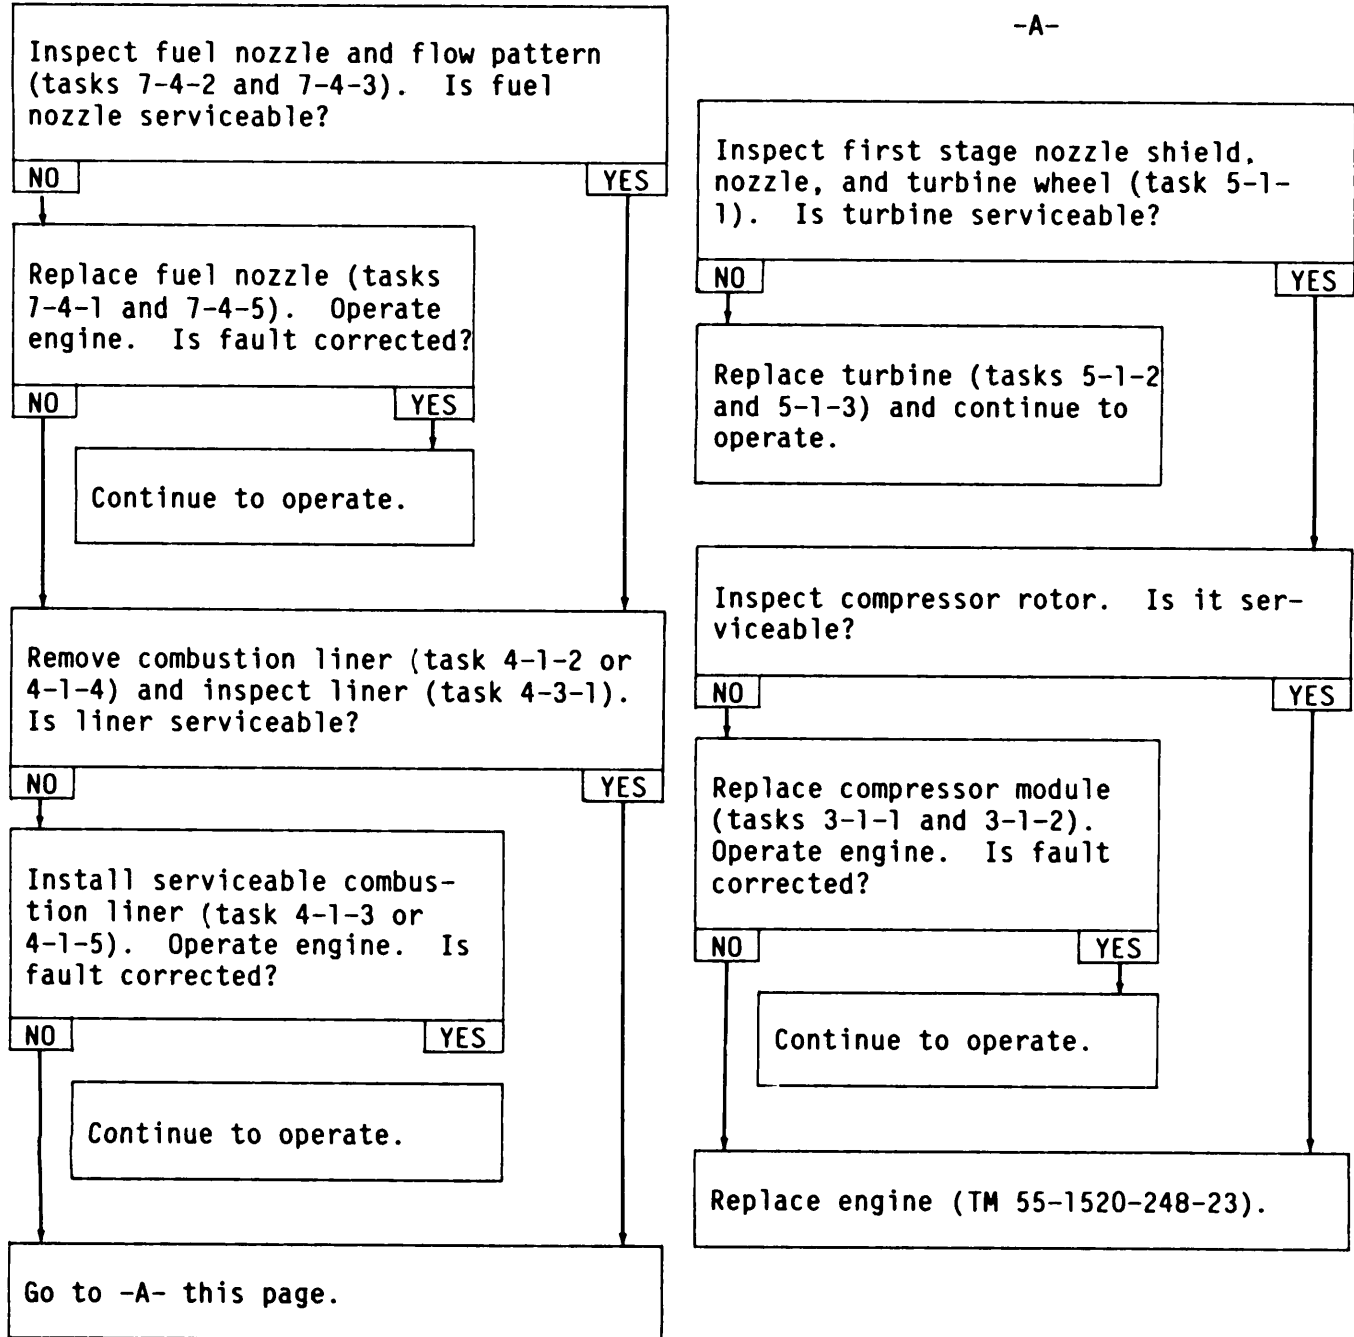 Inspect fuel nozzle and flow pattern
(tasks 7-4-2 and 7-4-3).  Is fuel
nozzle serviceable?
NO
YES
Replace fuel nozzle (tasks
7-4-1 and 7-4-5).  Operate
engine.  Is fault corrected?
NO
YES
Continue to operate.
Remove combustion liner (task 4-1-2 or
4-1-4) and inspect liner (task 4-3-1).
Is liner serviceable?
NO
YES
Install serviceable combus-
tion liner (task 4-1-3 or
4-1-5).  Operate engine.  Is
fault corrected?
NO
YES
Continue to operate.
Go to -A- this page.
-A-
Inspect first stage nozzle shield,
nozzle, and turbine wheel (task 5-1-
1).  Is turbine serviceable?
NO
YES
Replace turbine (tasks 5-1-2
and 5-1-3) and continue to
operate.
Inspect compressor rotor.  Is it ser-
viceable?
NO
YES
Replace compressor module
(tasks 3-1-1 and 3-1-2).
Operate engine.  Is fault
corrected?
NO
YES
Continue to operate.
Replace engine (TM 55-1520-248-23).